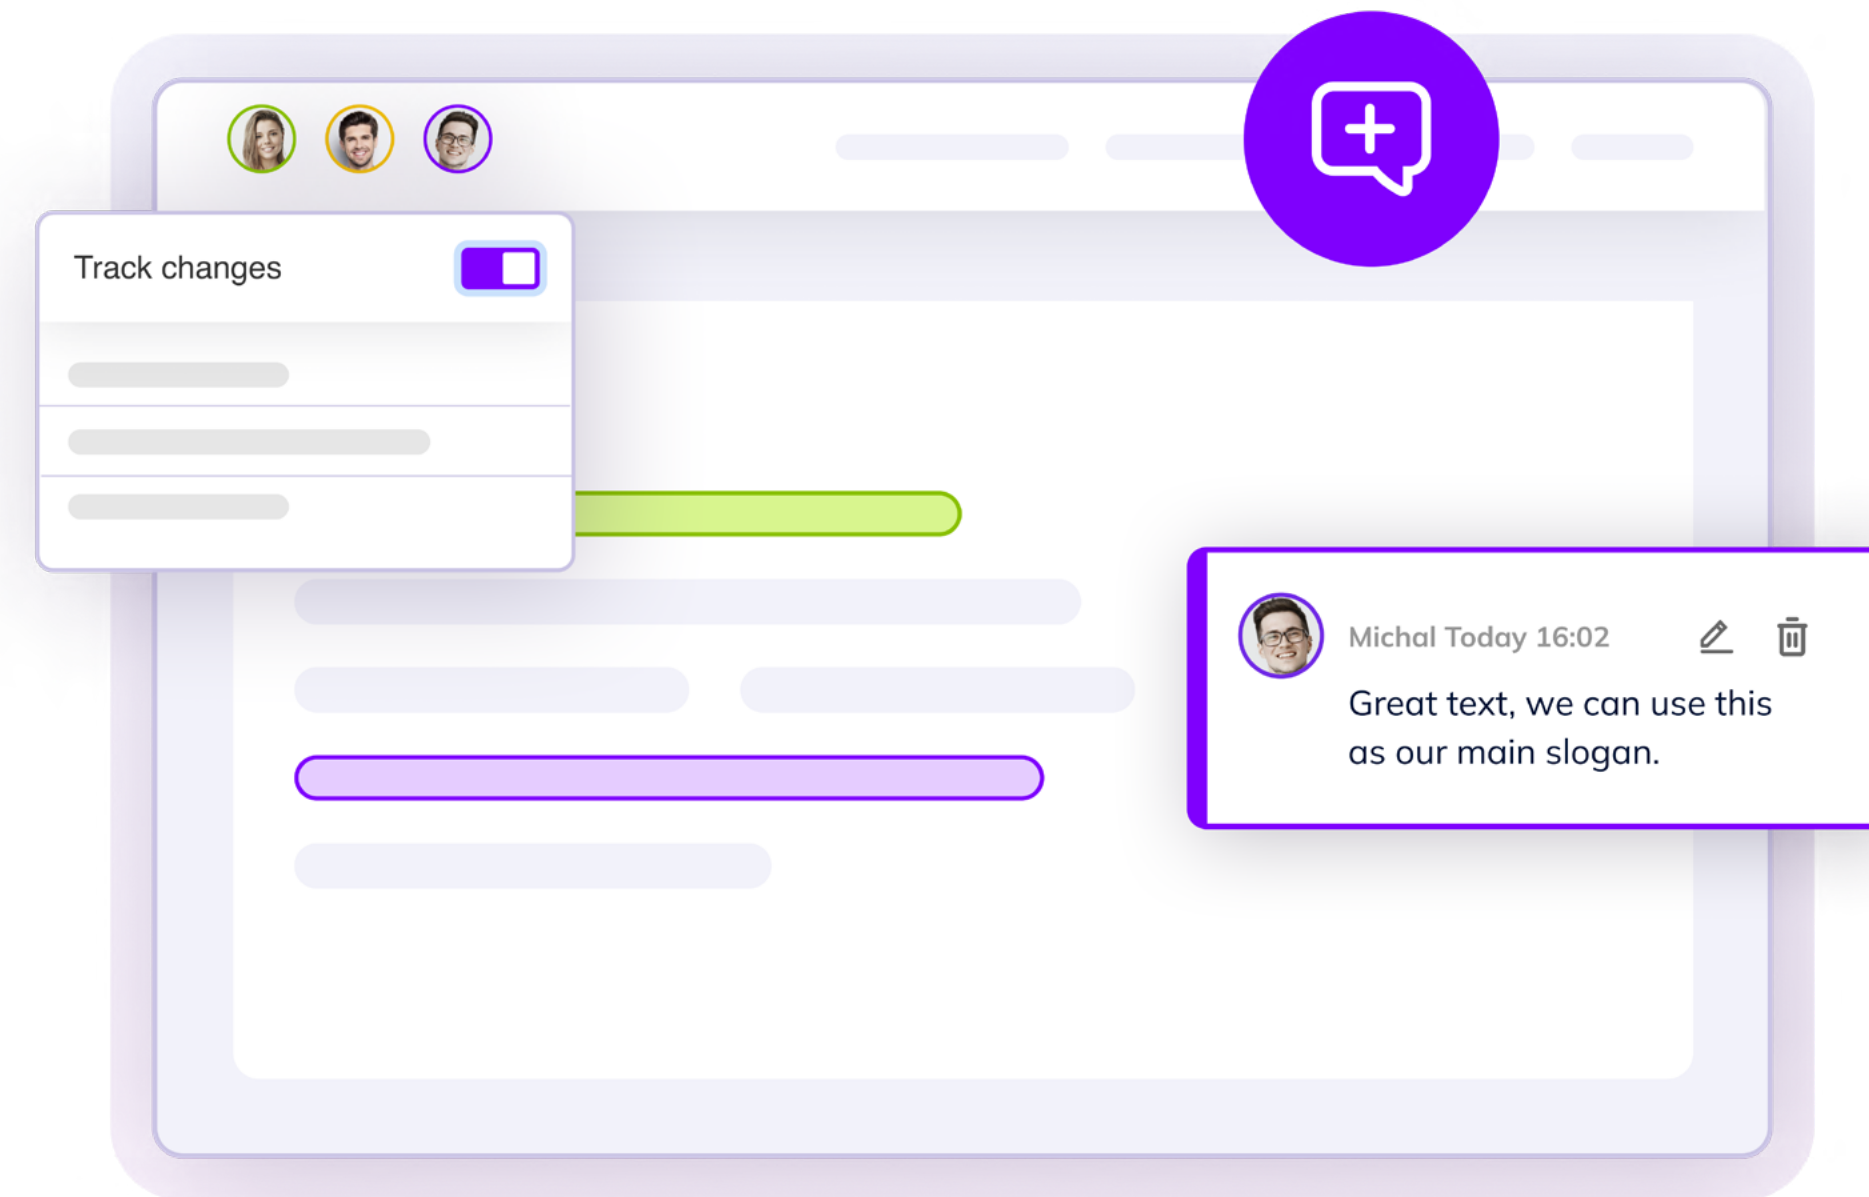 Track changes
Michal Today 16:02
Great text, we can use this
as our main slogan.